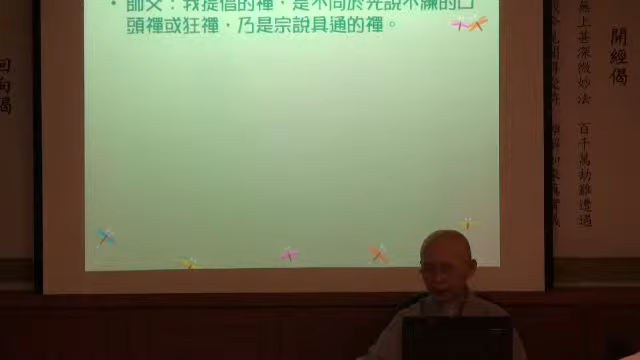 • 師父：我提倡的禪，是不同於光說不練的口
頭禪或狂禪，乃是宗說具通的禪。
開經偈
無上甚深微妙法 百千萬劫難遭遇
回向偈